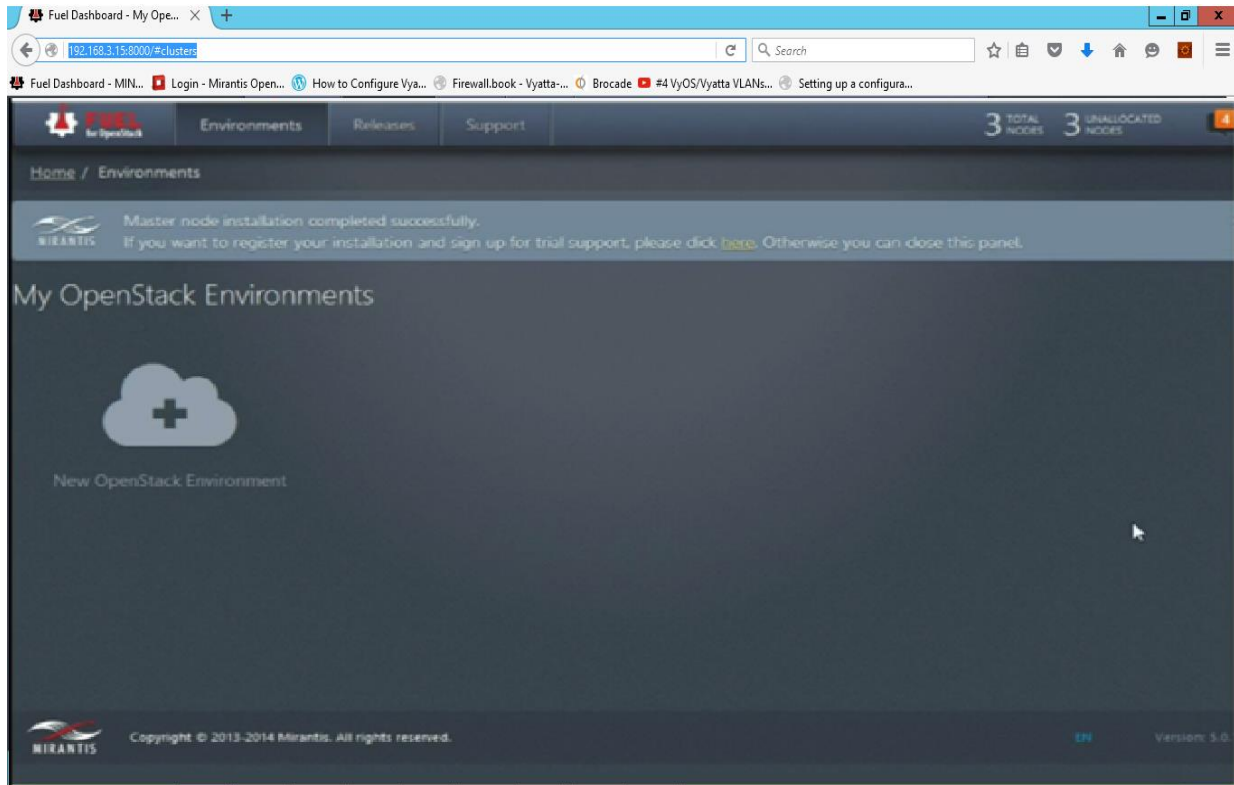 Fuel Dashboard - My Ope...
192.168.3.15:8000/#clusters
Search
Fuel Dashboard - MIN... Login - Mirantis Open... How to Configure Vya... Firewall.book - Vyatta-... Brocade #4 VyOS/Vyatta VLANs... Setting up a configura...
FUEL
for OpenStack
Environments Releases Support
3 TOTAL NODES 3 UNALLOCATED NODES 4
Home / Environments
MIRANTIS
Master node installation completed successfully.
If you want to register your installation and sign up for trial support, please click here. Otherwise you can close this panel.
My OpenStack Environments
New OpenStack Environment
MIRANTIS
Copyright © 2013-2014 Mirantis. All rights reserved.
EN
Version: 5.0.